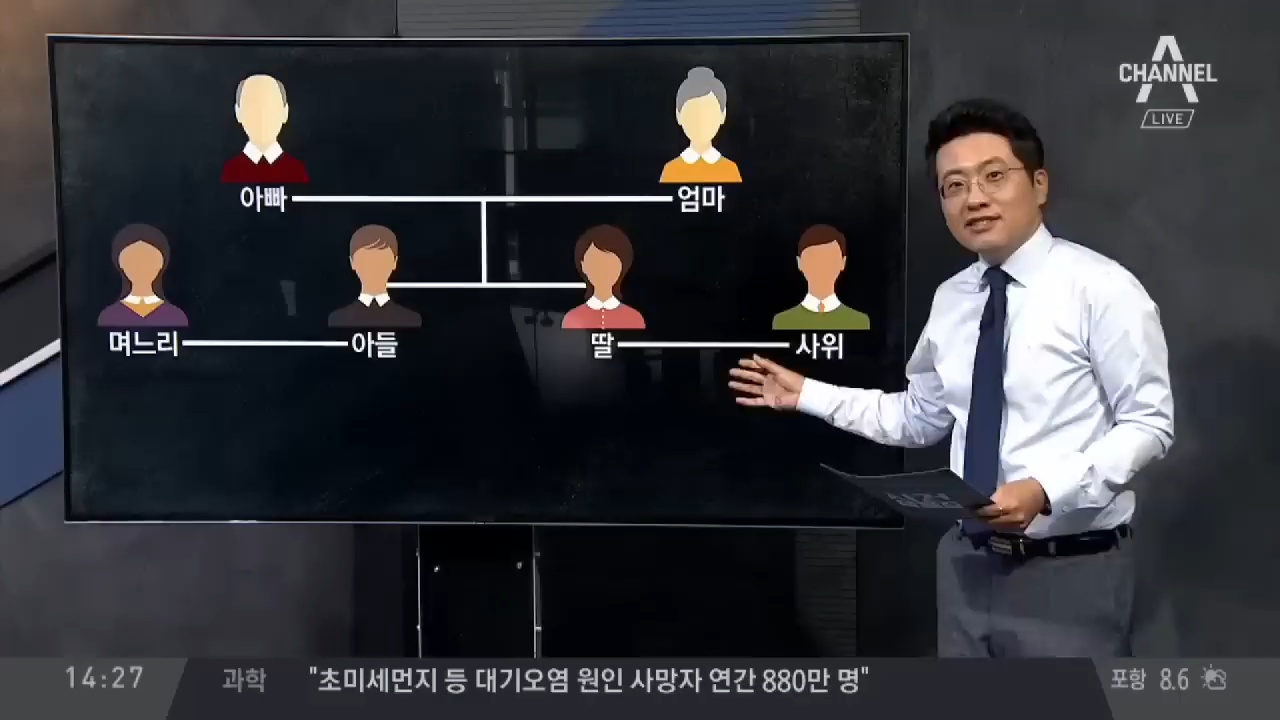 CHANNEL A
LIVE
아빠 엄마
며느리 아들 딸 사위
14:27 과학 "초미세먼지 등 대기오염 원인 사망자 연간 880만 명" 포항 8.6